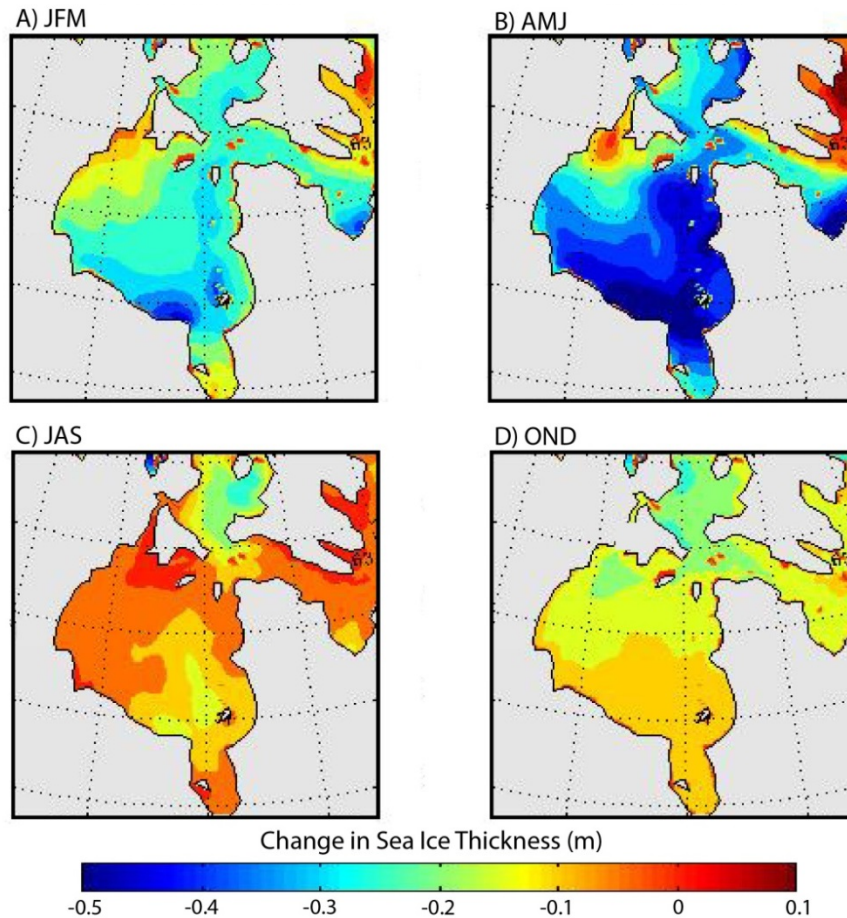 A) JFM
B) AMJ
C) JAS
D) OND
Change in Sea Ice Thickness (m)
-0.5 -0.4 -0.3 -0.2 -0.1 0 0.1